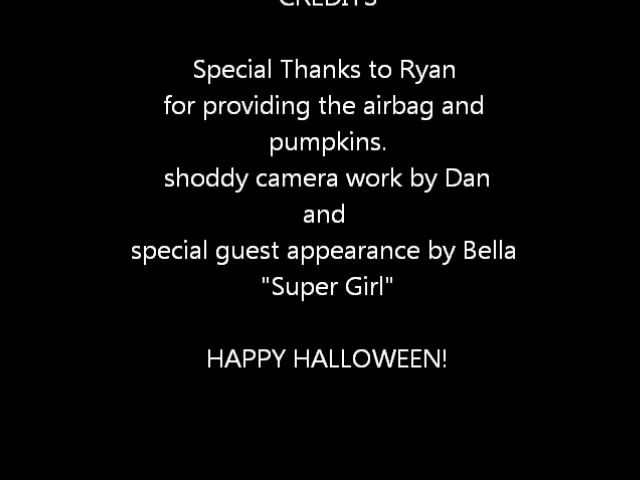 CREDITS
Special Thanks to Ryan
for providing the airbag and
pumpkins.
shoddy camera work by Dan
and
special guest appearance by Bella
"Super Girl"
HAPPY HALLOWEEN!